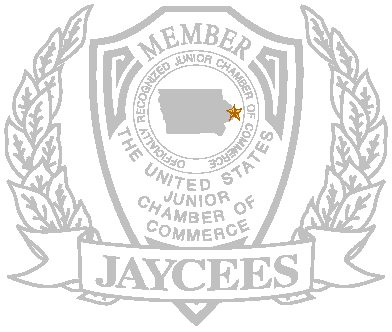 MEMBER
OFFICIALLY RECOGNIZED JUNIOR CHAMBER OF COMMERCE
THE UNITED STATES
JUNIOR
CHAMBER OF
COMMERCE
JAYCEES